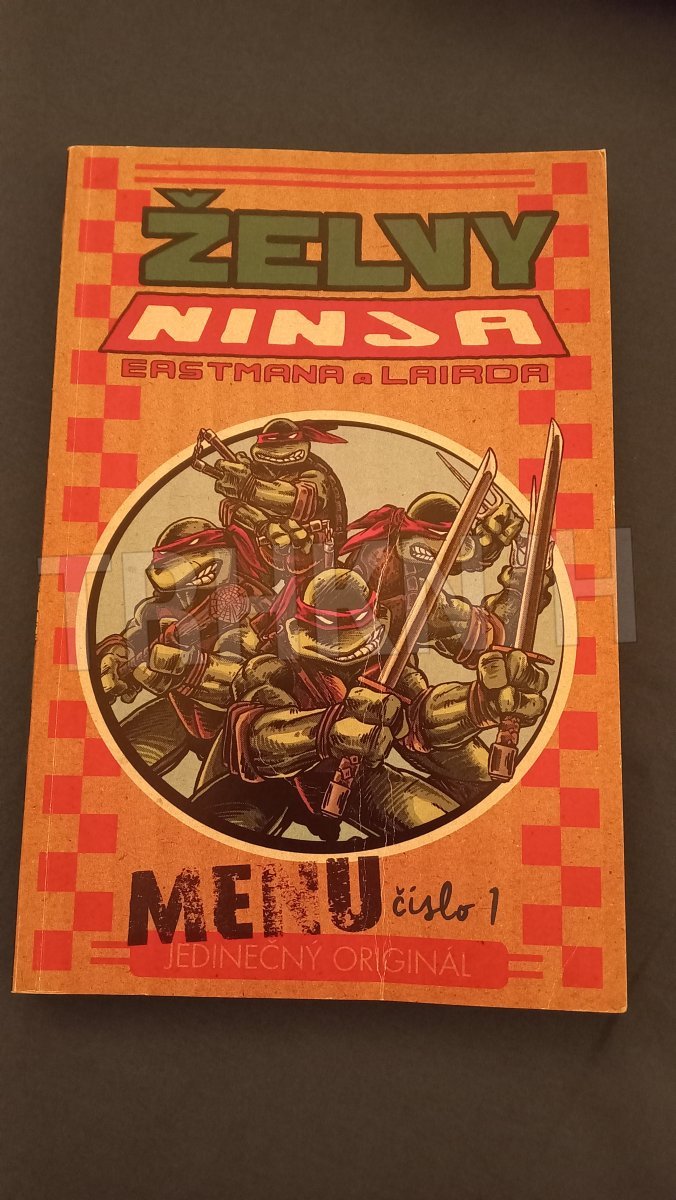 ŽELVY
NINJA
EASTMANA a LAIRDA
MENU číslo 1
JEDINEČNÝ ORIGINÁL